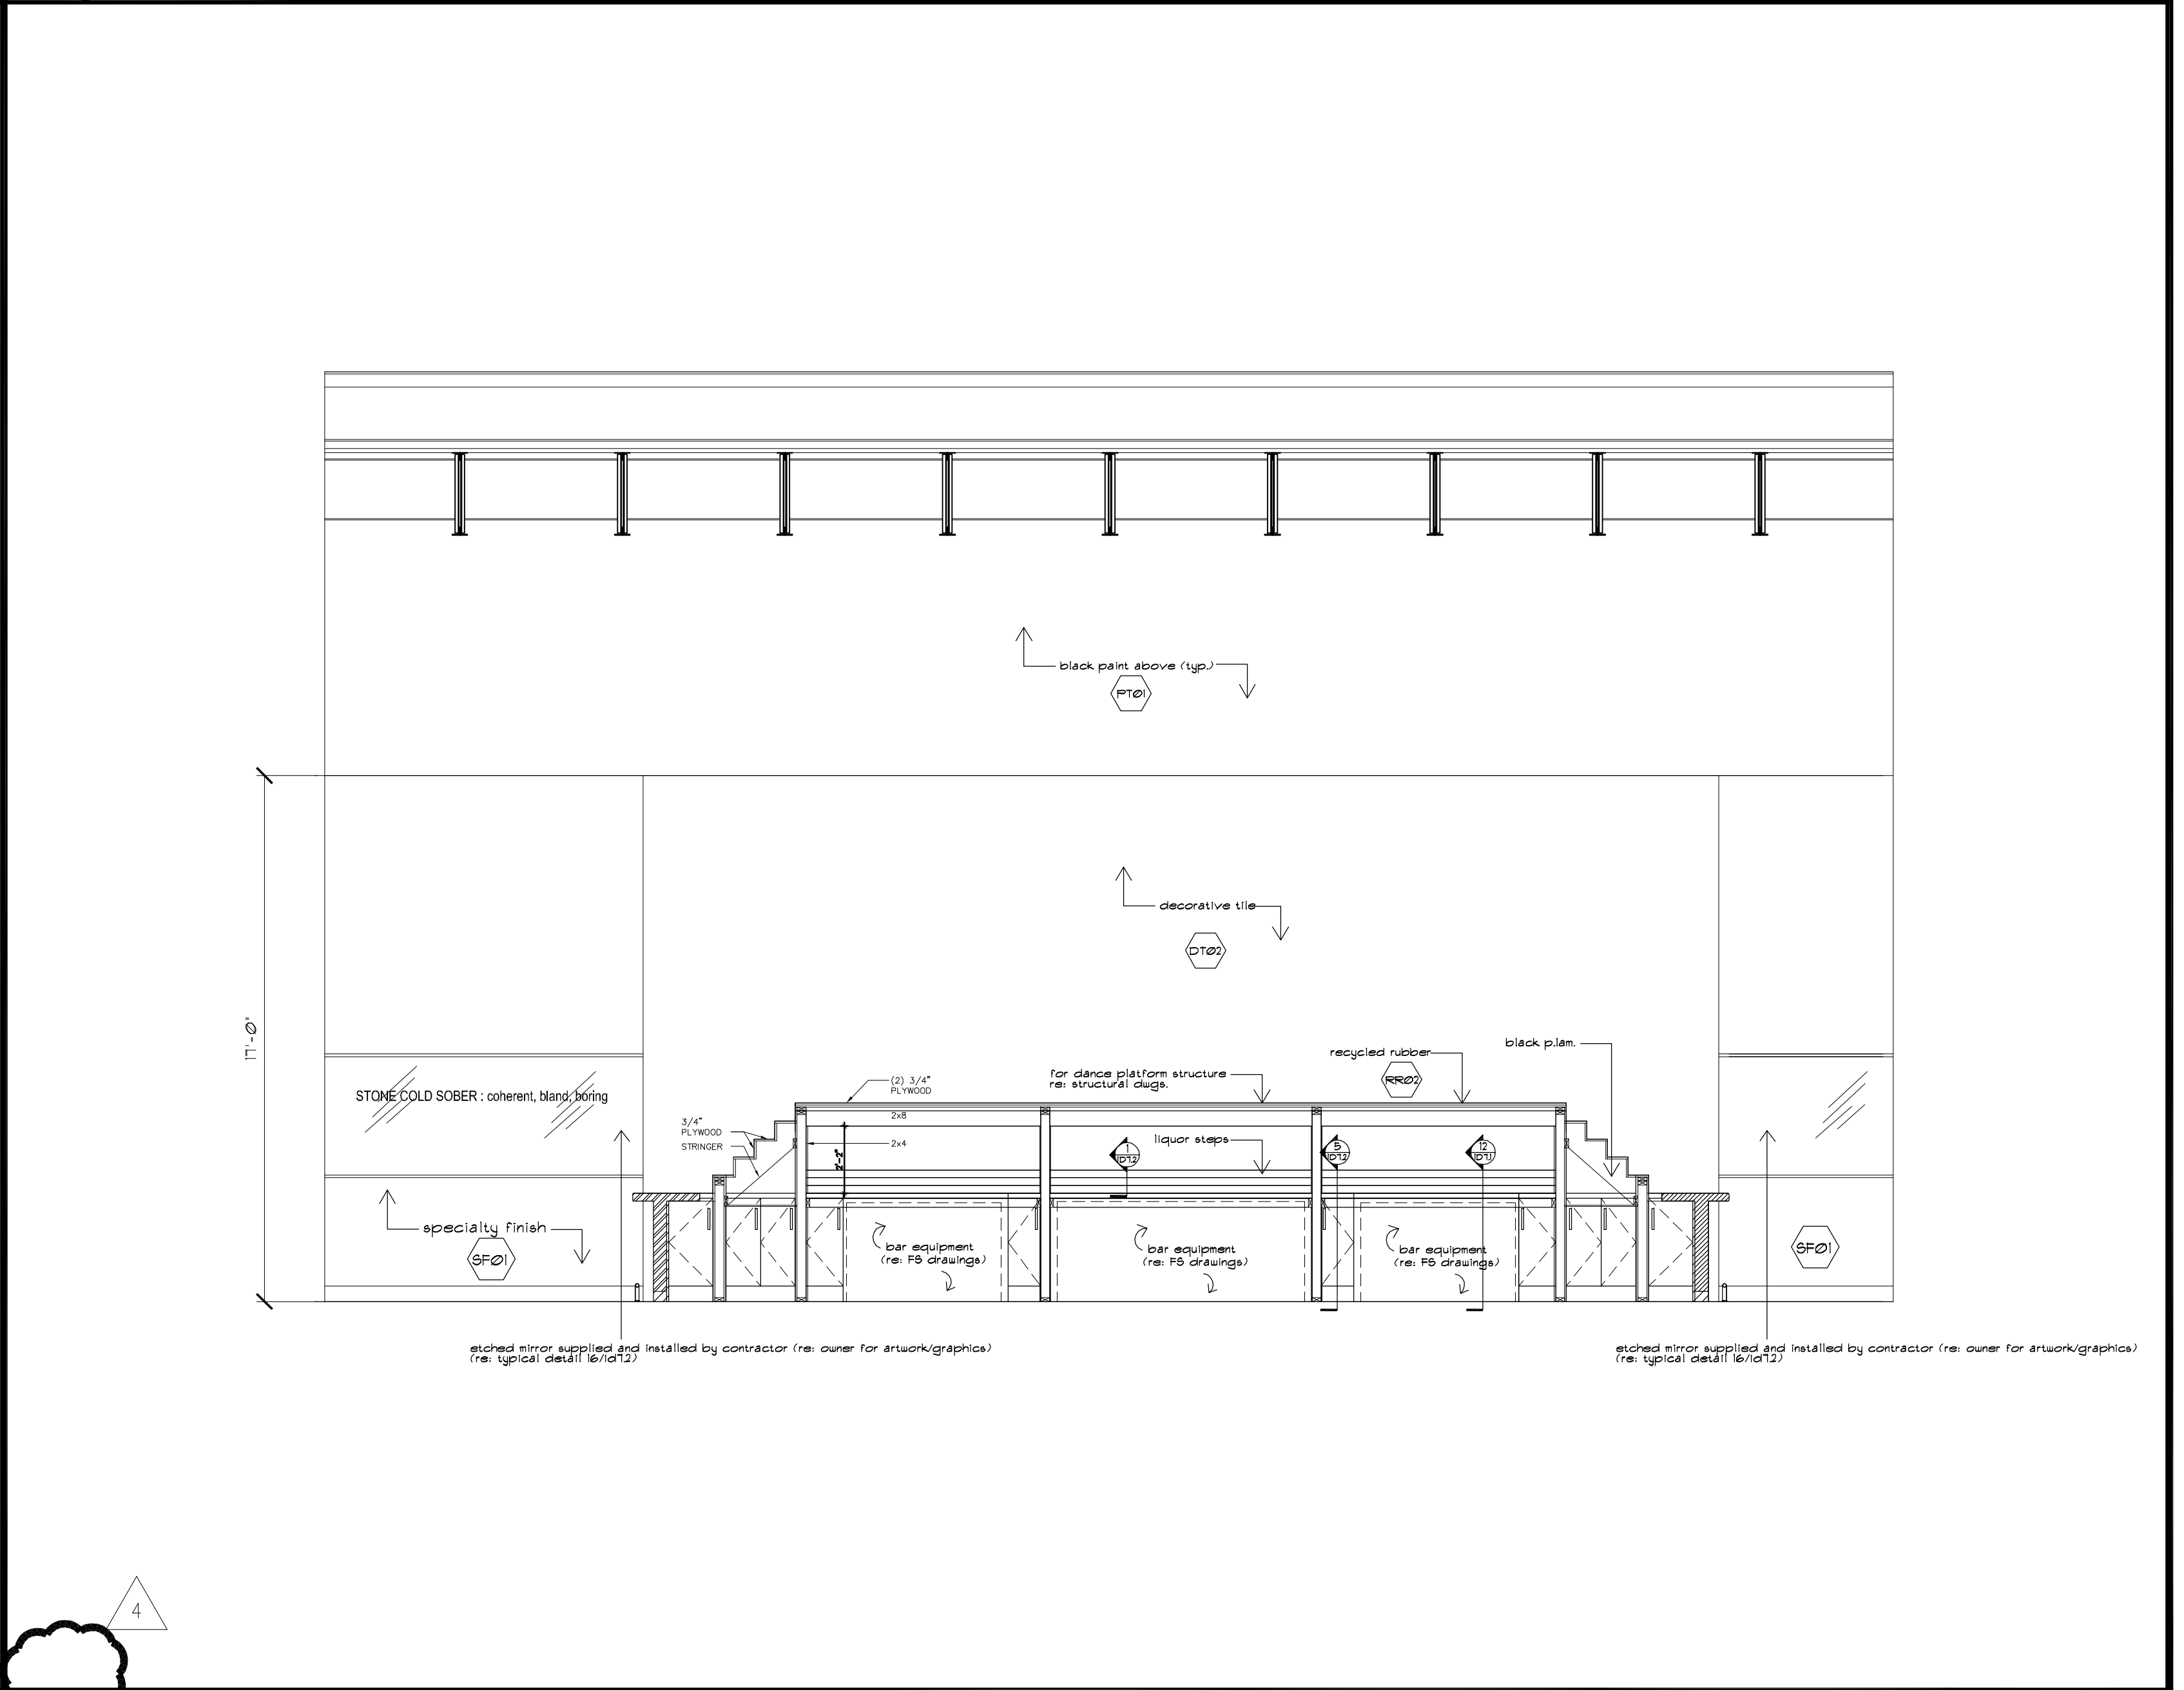 black paint above (typ.)
PT01
decorative tile
DT02
17'-0"
black p.lam.
recycled rubber
RR02
for dance platform structure
re: structural dwgs.
(2) 3/4"
PLYWOOD
STONE COLD SOBER : coherent, bland, boring
2x8
3/4"
PLYWOOD
STRINGER
2x4
2'-2"
liquor steps
1
ID7.2
5
ID7.2
12
ID7.1
specialty finish
SF01
bar equipment
(re: FS drawings)
bar equipment
(re: FS drawings)
bar equipment
(re: FS drawings)
SF01
etched mirror supplied and installed by contractor (re: owner for artwork/graphics)
(re: typical detail 16/id7.2)
etched mirror supplied and installed by contractor (re: owner for artwork/graphics)
(re: typical detail 16/id7.2)
4